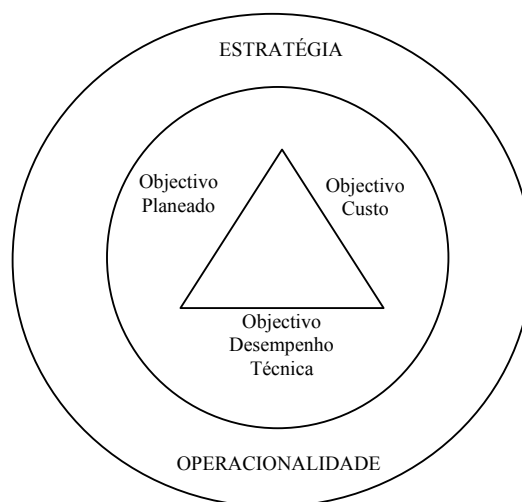 ESTRATÉGIA
Objectivo
Planeado
Objectivo
Custo
Objectivo
Desempenho
Técnica
OPERACIONALIDADE